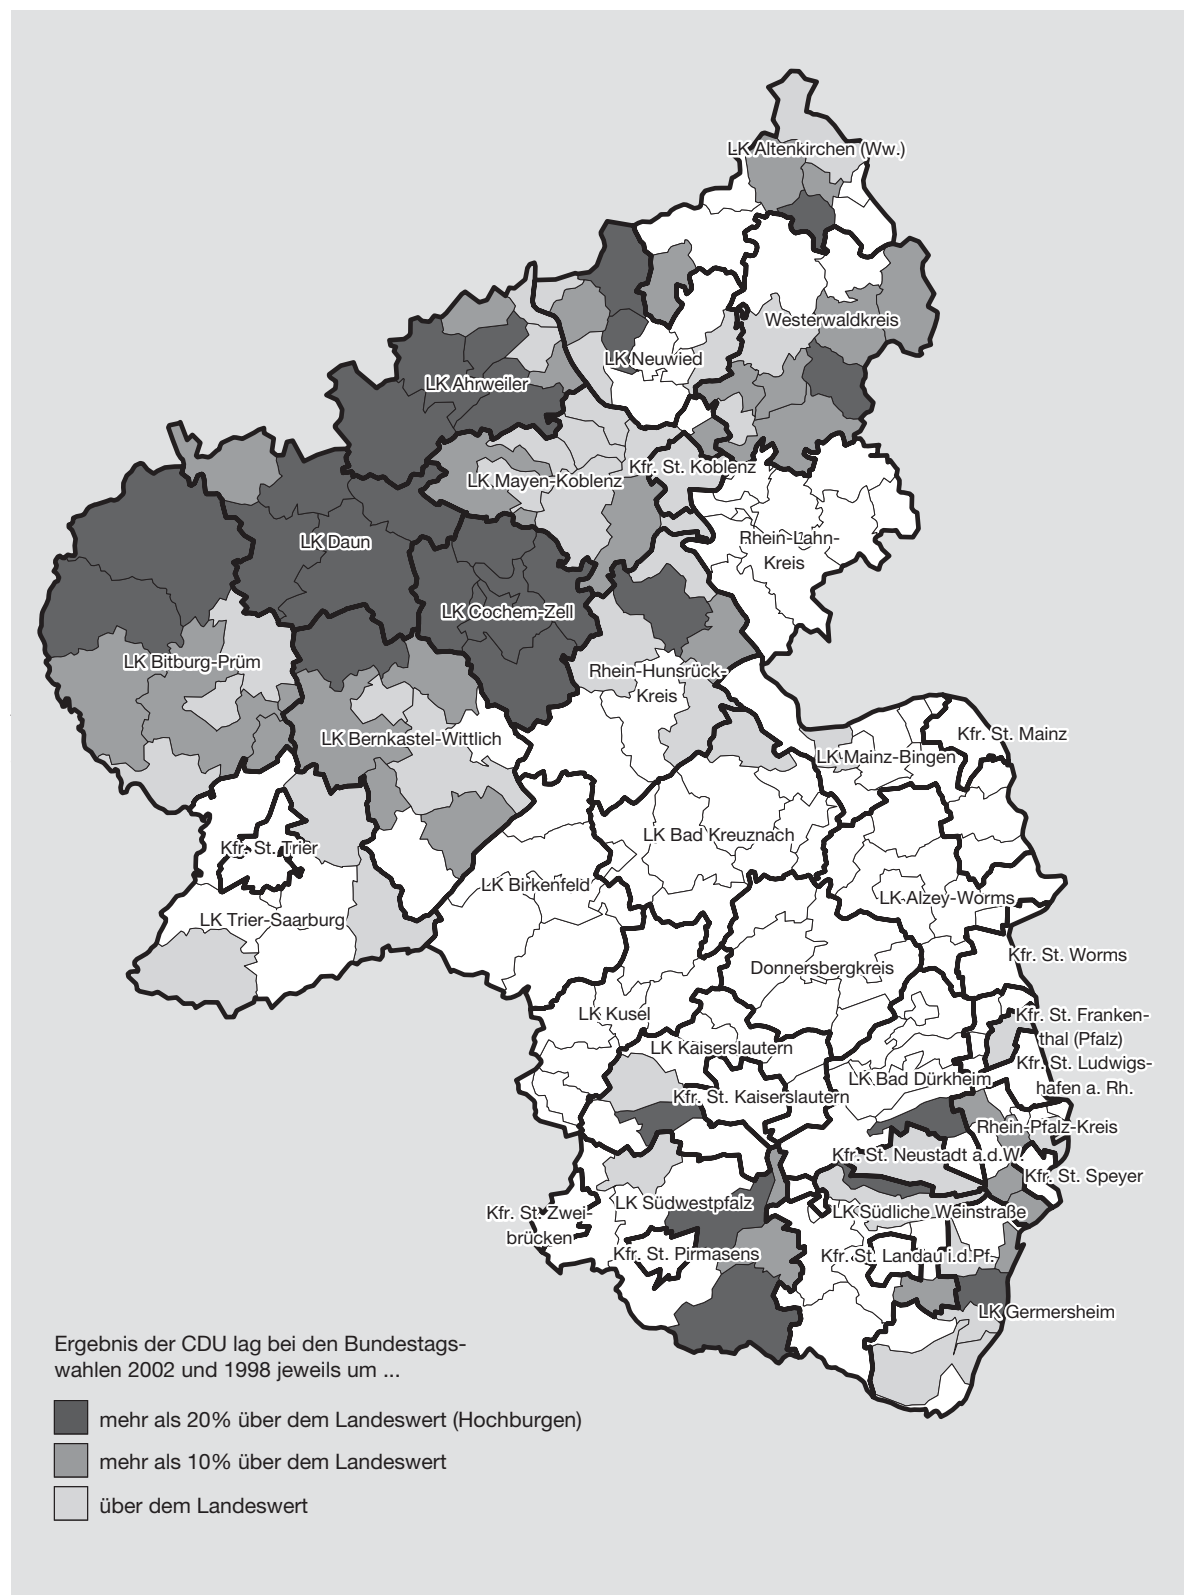 LK Altenkirchen (Ww.)
Westerwaldkreis
LK Neuwied
LK Ahrweiler
Kfr. St. Koblenz
LK Mayen-Koblenz
LK Daun
Rhein-Lahn-
Kreis
LK Cochem-Zell
LK Bitburg-Prüm
Rhein-Hunsrück-
Kreis
LK Bernkastel-Wittlich
Kfr. St. Mainz
LK Mainz-Bingen
LK Bad Kreuznach
Kfr. St. Trier
LK Birkenfeld
LK Alzey-Worms
LK Trier-Saarburg
Kfr. St. Worms
Donnersbergkreis
LK Kusel
Kfr. St. Franken-
thal (Pfalz)
LK Kaiserslautern
Kfr. St. Ludwigs-
hafen a. Rh.
LK Bad Dürkheim
Kfr. St. Kaiserslautern
Rhein-Pfalz-Kreis
Kfr. St. Neustadt a.d.W.
Kfr. St. Speyer
LK Südwestpfalz
Kfr. St. Zwei-
brücken
LK Südliche Weinstraße
Kfr. St. Pirmasens
Kfr. St. Landau i.d.Pf.
LK Germersheim
Ergebnis der CDU lag bei den Bundestags-
wahlen 2002 und 1998 jeweils um ...
mehr als 20% über dem Landeswert (Hochburgen)
mehr als 10% über dem Landeswert
über dem Landeswert